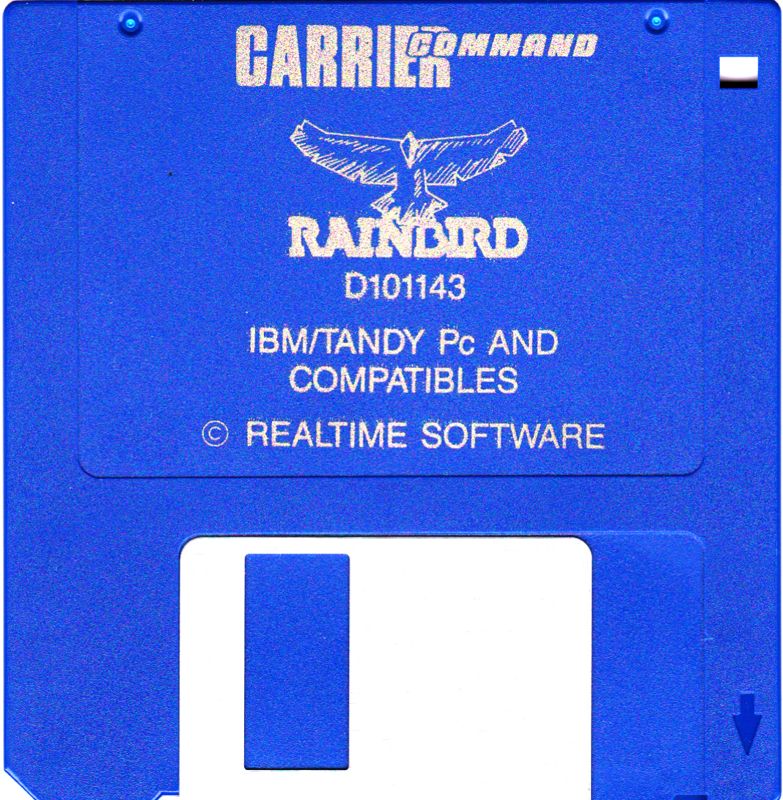 CARRIER COMMAND
RAINBIRD
D101143
IBM/TANDY Pc AND
COMPATIBLES
© REALTIME SOFTWARE